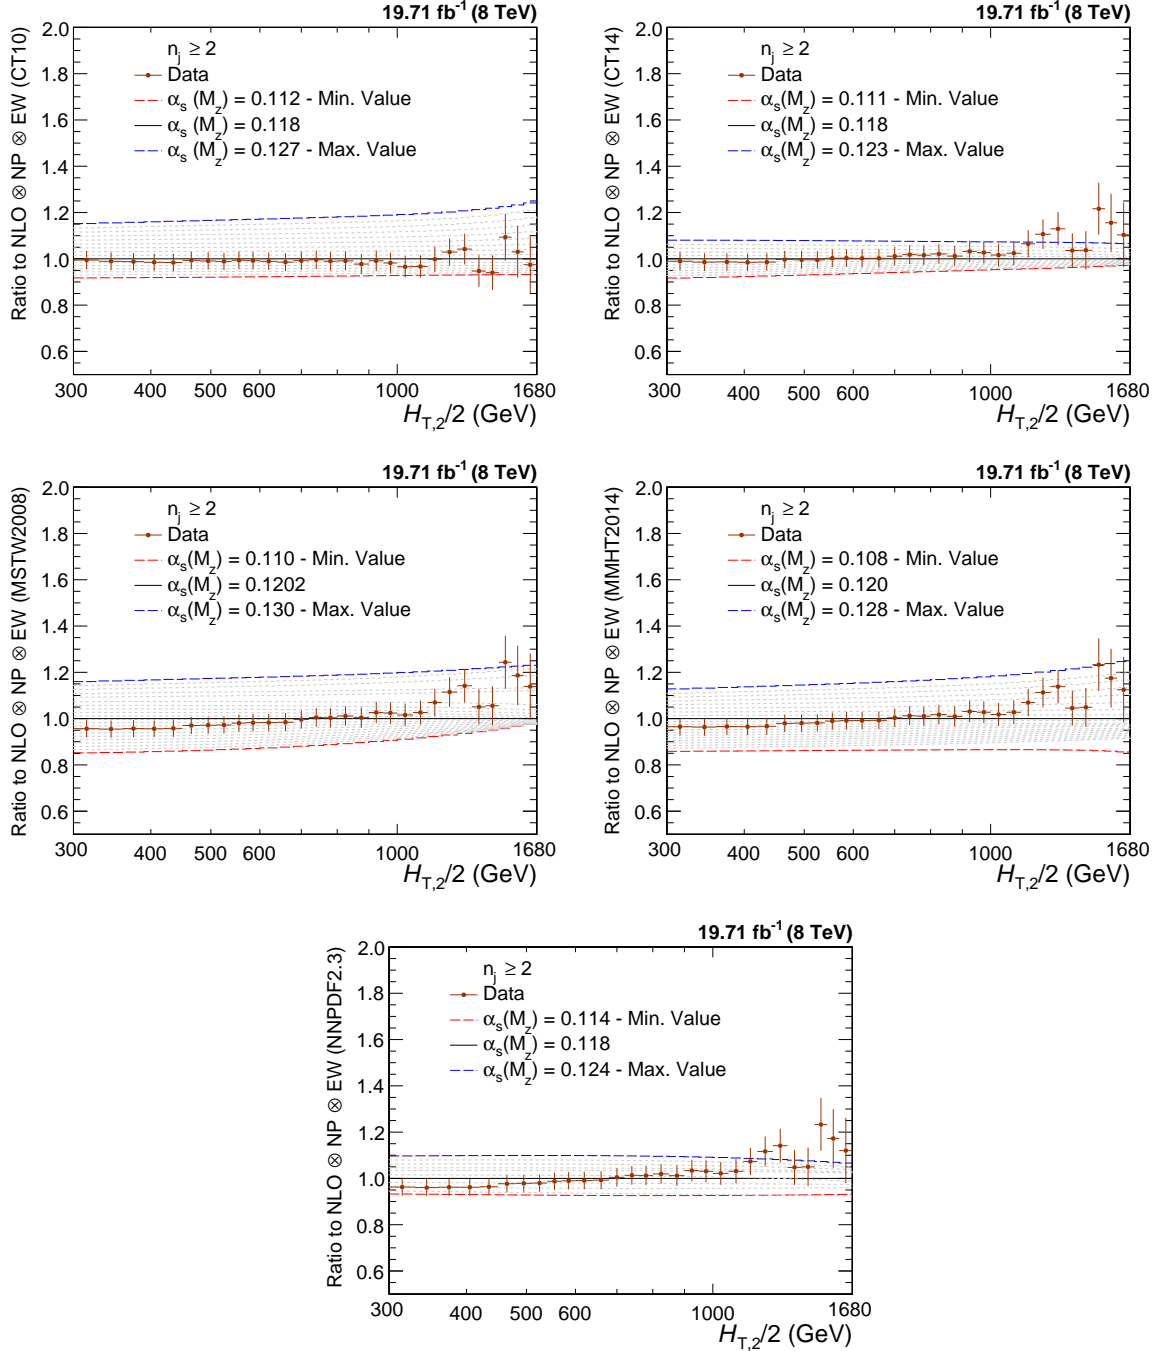 19.71 fb⁻¹ (8 TeV)
Ratio to NLO ⊗ NP ⊗ EW (CT10)
2.0
1.8
1.6
1.4
1.2
1.0
0.8
0.6
n_j ≥ 2
Data
α_s (M_z) = 0.112 - Min. Value
α_s (M_z) = 0.118
α_s (M_z) = 0.127 - Max. Value
300 400 500 600 1000 1680
H_T,2/2 (GeV)
19.71 fb⁻¹ (8 TeV)
Ratio to NLO ⊗ NP ⊗ EW (CT14)
2.0
1.8
1.6
1.4
1.2
1.0
0.8
0.6
n_j ≥ 2
Data
α_s (M_z) = 0.111 - Min. Value
α_s (M_z) = 0.118
α_s (M_z) = 0.123 - Max. Value
300 400 500 600 1000 1680
H_T,2/2 (GeV)
19.71 fb⁻¹ (8 TeV)
Ratio to NLO ⊗ NP ⊗ EW (MSTW2008)
2.0
1.8
1.6
1.4
1.2
1.0
0.8
0.6
n_j ≥ 2
Data
α_s(M_z) = 0.110 - Min. Value
α_s(M_z) = 0.1202
α_s(M_z) = 0.130 - Max. Value
300 400 500 600 1000 1680
H_T,2/2 (GeV)
19.71 fb⁻¹ (8 TeV)
Ratio to NLO ⊗ NP ⊗ EW (MMHT2014)
2.0
1.8
1.6
1.4
1.2
1.0
0.8
0.6
n_j ≥ 2
Data
α_s(M_z) = 0.108 - Min. Value
α_s(M_z) = 0.120
α_s(M_z) = 0.128 - Max. Value
300 400 500 600 1000 1680
H_T,2/2 (GeV)
19.71 fb⁻¹ (8 TeV)
Ratio to NLO ⊗ NP ⊗ EW (NNPDF2.3)
2.0
1.8
1.6
1.4
1.2
1.0
0.8
0.6
n_j ≥ 2
Data
α_s(M_z) = 0.114 - Min. Value
α_s(M_z) = 0.118
α_s(M_z) = 0.124 - Max. Value
300 400 500 600 1000 1680
H_T,2/2 (GeV)